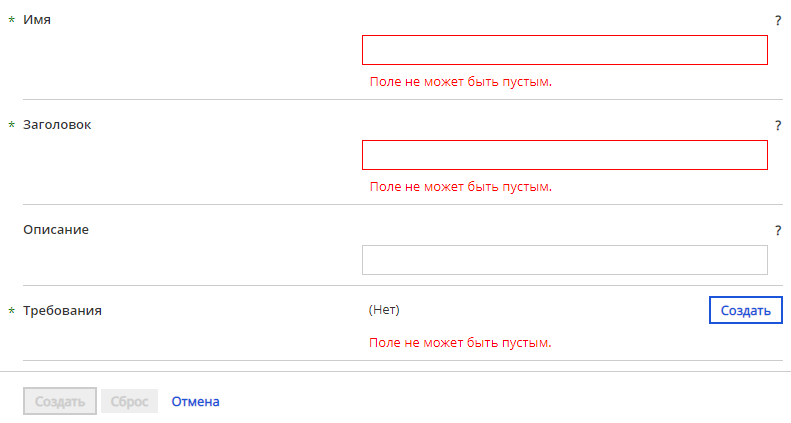 * Имя ?
Поле не может быть пустым.
* Заголовок ?
Поле не может быть пустым.
Описание ?
* Требования (Нет) Создать
Поле не может быть пустым.
Создать Сброс Отмена